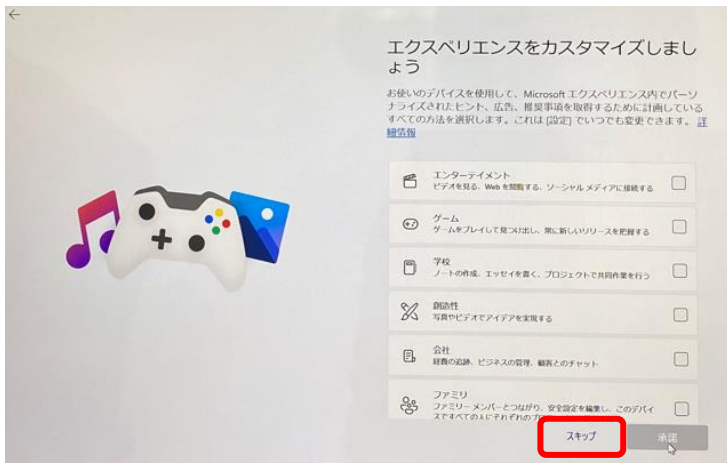 エクスペリエンスをカスタマイズしまし
ょう
お使いのデバイスを使用して、Microsoft エクスペリエンス内でパーソ
ナライズされたヒント、広告、推奨事項を取得するために計画している
すべての方法を選択します。これは [設定] でいつでも変更できます。 詳
細情報
エンターテイメント
ビデオを見る、Web を閲覧する、ソーシャル メディアに接続する
ゲーム
ゲームをプレイして見つけ出し、常に新しいリリースを把握する
学校
ノートの作成、エッセイを書く、プロジェクトで共同作業を行う
創造性
写真やビデオでアイデアを実現する
会社
経費の追跡、ビジネスの管理、顧客とのチャット
ファミリ
ファミリー メンバーとつながり、安全設定を編集し、このデバイ
スですべての人にそれぞれのプロ
スキップ
承諾